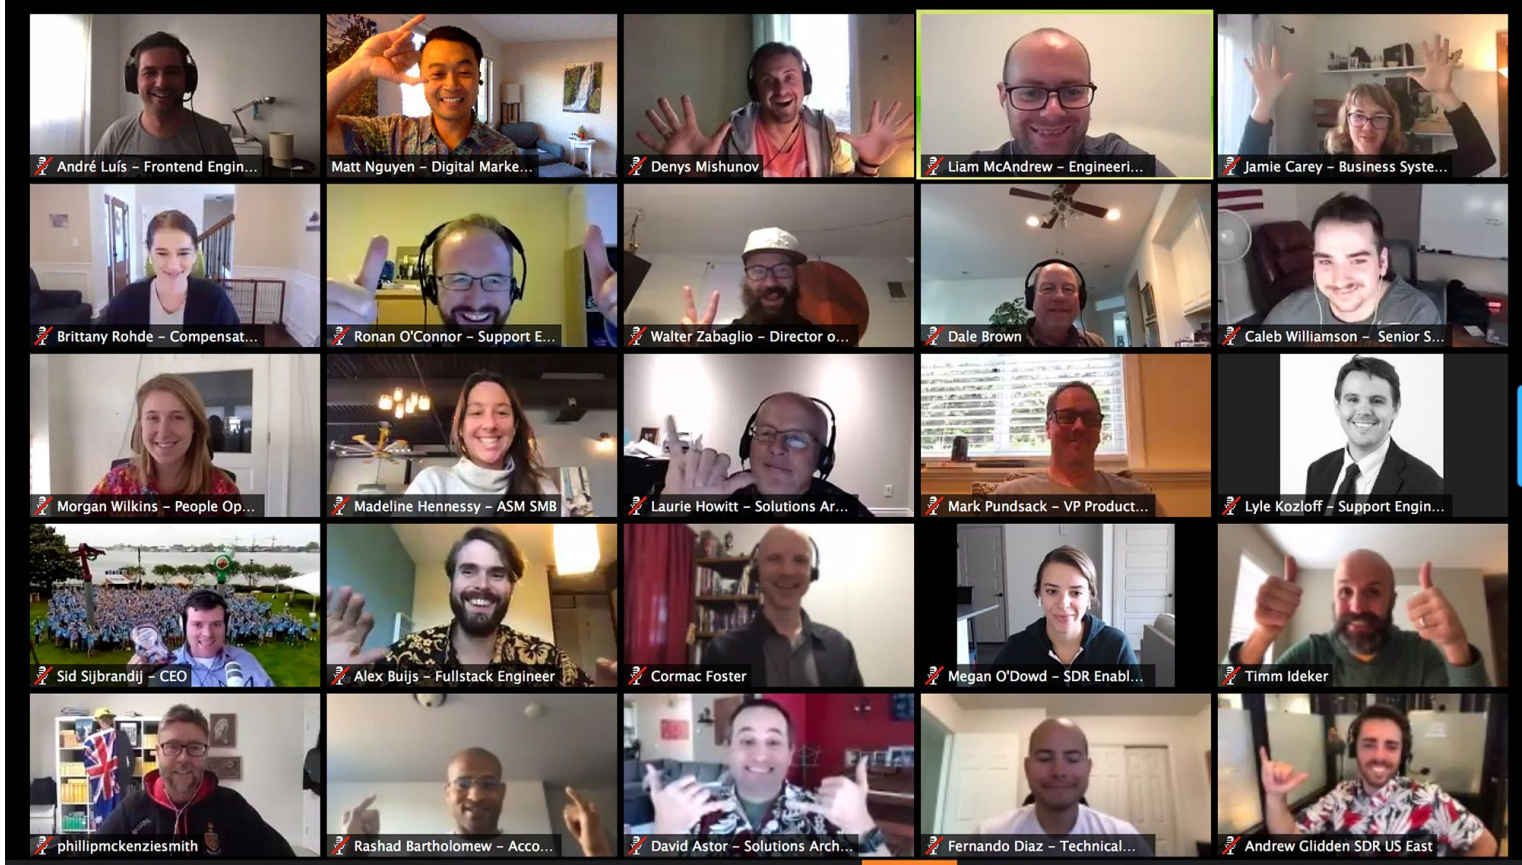 André Luís – Frontend Engin...
Matt Nguyen – Digital Marke...
Denys Mishunov
Liam McAndrew – Engineeri...
Jamie Carey – Business Syste...
Brittany Rohde – Compensat...
Ronan O'Connor – Support E...
Walter Zabaglio – Director o...
Dale Brown
Caleb Williamson – Senior S...
Morgan Wilkins – People Op...
Madeline Hennessy – ASM SMB
Laurie Howitt – Solutions Ar...
Mark Pundsack – VP Product...
Lyle Kozloff – Support Engin...
Sid Sijbrandij – CEO
Alex Buijs – Fullstack Engineer
Cormac Foster
Megan O'Dowd – SDR Enabl...
Timm Ideker
phillipmckenziesmith
Rashad Bartholomew – Acco...
David Astor – Solutions Arch...
Fernando Diaz – Technical...
Andrew Glidden SDR US East